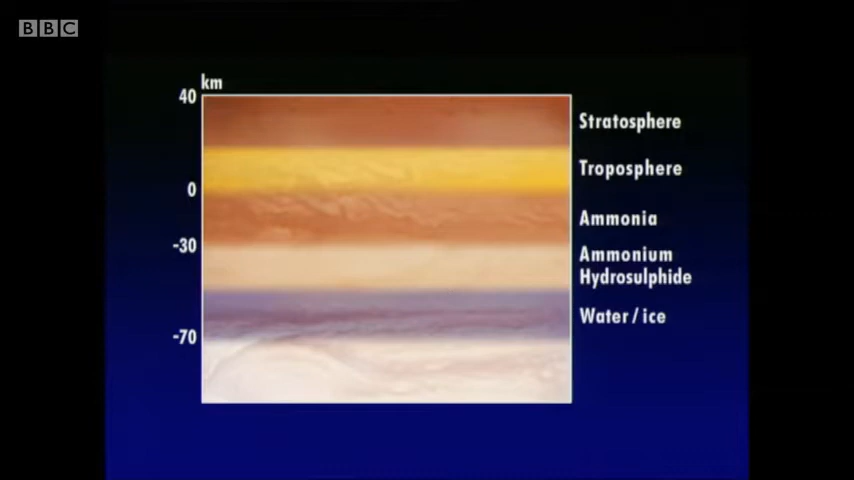 BBC
km
40
Stratosphere
Troposphere
0
Ammonia
-30
Ammonium
Hydrosulphide
Water/ice
-70